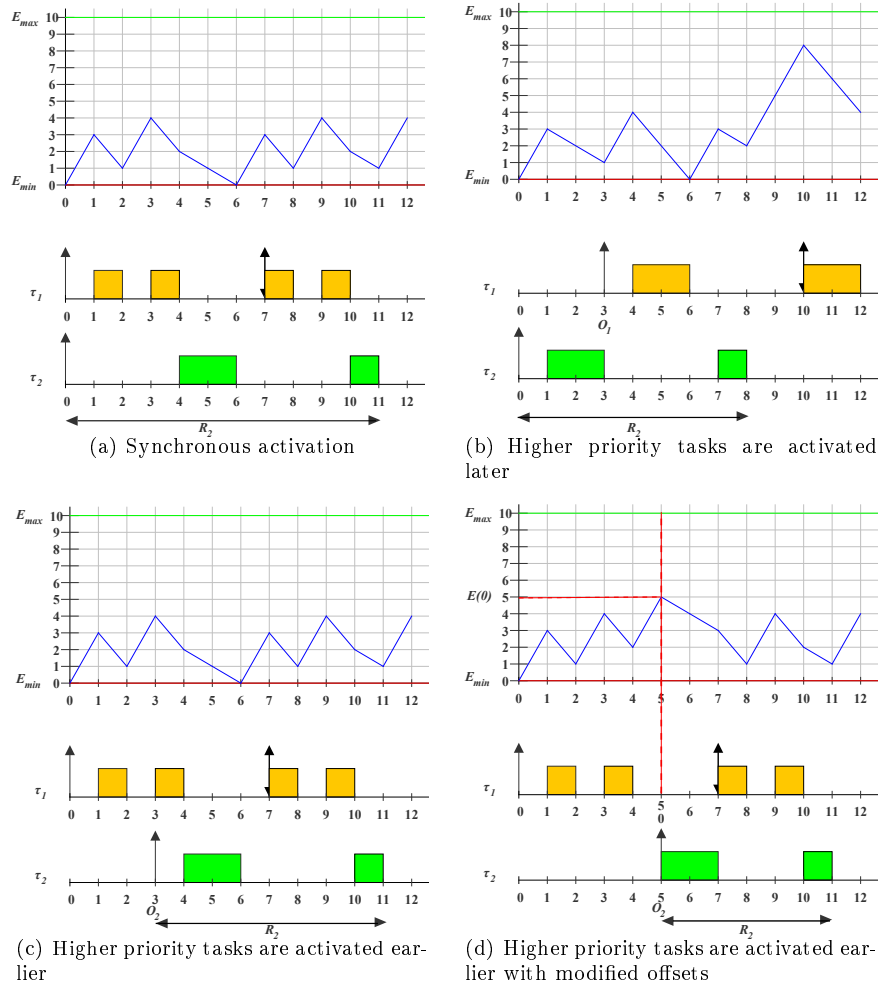 E_max 10
9
8
7
6
5
4
3
2
1
E_min 0
0 1 2 3 4 5 6 7 8 9 10 11 12
τ1
0 1 2 3 4 5 6 7 8 9 10 11 12
τ2
0 1 2 3 4 5 6 7 8 9 10 11 12
R2
(a) Synchronous activation
E_max 10
9
8
7
6
5
4
3
2
1
E_min 0
0 1 2 3 4 5 6 7 8 9 10 11 12
τ1
0 1 2 3 4 5 6 7 8 9 10 11 12
O1
τ2
0 1 2 3 4 5 6 7 8 9 10 11 12
R2
(b) Higher priority tasks are activated
later
E_max 10
9
8
7
6
5
4
3
2
1
E_min 0
0 1 2 3 4 5 6 7 8 9 10 11 12
τ1
0 1 2 3 4 5 6 7 8 9 10 11 12
τ2
0 1 2 3 4 5 6 7 8 9 10 11 12
O2
R2
(c) Higher priority tasks are activated ear-
lier
E_max 10
9
8
7
6
E(0) 5
4
3
2
1
E_min 0
0 1 2 3 4 5 6 7 8 9 10 11 12
τ1
0 1 2 3 4 5 6 7 8 9 10 11 12
0
τ2
0 1 2 3 4 5 6 7 8 9 10 11 12
O2
R2
(d) Higher priority tasks are activated ear-
lier with modified offsets